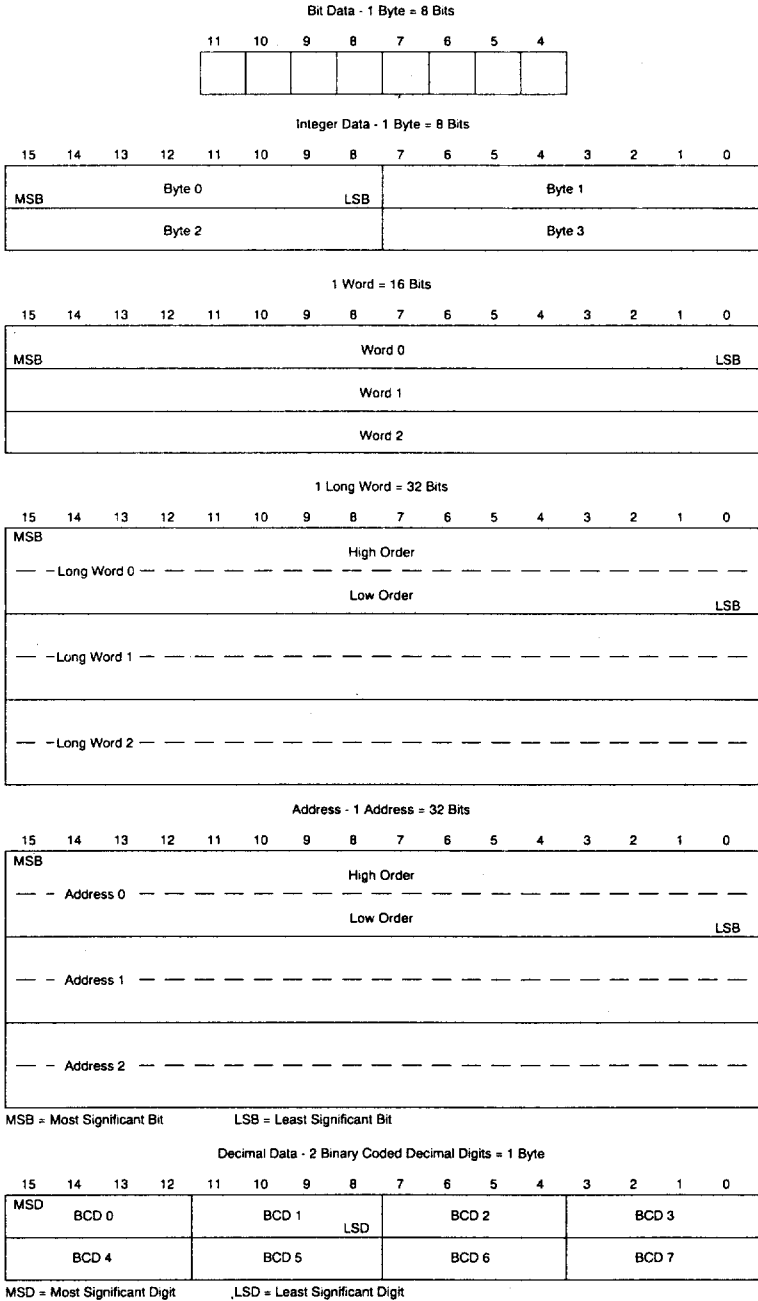 Bit Data - 1 Byte = 8 Bits
11 10 9 8 7 6 5 4
Integer Data - 1 Byte = 8 Bits
15 14 13 12 11 10 9 8 7 6 5 4 3 2 1 0
MSB Byte 0 LSB Byte 1
Byte 2 Byte 3
1 Word = 16 Bits
15 14 13 12 11 10 9 8 7 6 5 4 3 2 1 0
MSB Word 0 LSB
Word 1
Word 2
1 Long Word = 32 Bits
15 14 13 12 11 10 9 8 7 6 5 4 3 2 1 0
MSB
High Order
Long Word 0
Low Order
LSB
Long Word 1
Long Word 2
Address - 1 Address = 32 Bits
15 14 13 12 11 10 9 8 7 6 5 4 3 2 1 0
MSB
High Order
Address 0
Low Order
LSB
Address 1
Address 2
MSB = Most Significant Bit LSB = Least Significant Bit
Decimal Data - 2 Binary Coded Decimal Digits = 1 Byte
15 14 13 12 11 10 9 8 7 6 5 4 3 2 1 0
MSD BCD 0 BCD 1 LSD BCD 2 BCD 3
BCD 4 BCD 5 BCD 6 BCD 7
MSD = Most Significant Digit LSD = Least Significant Digit